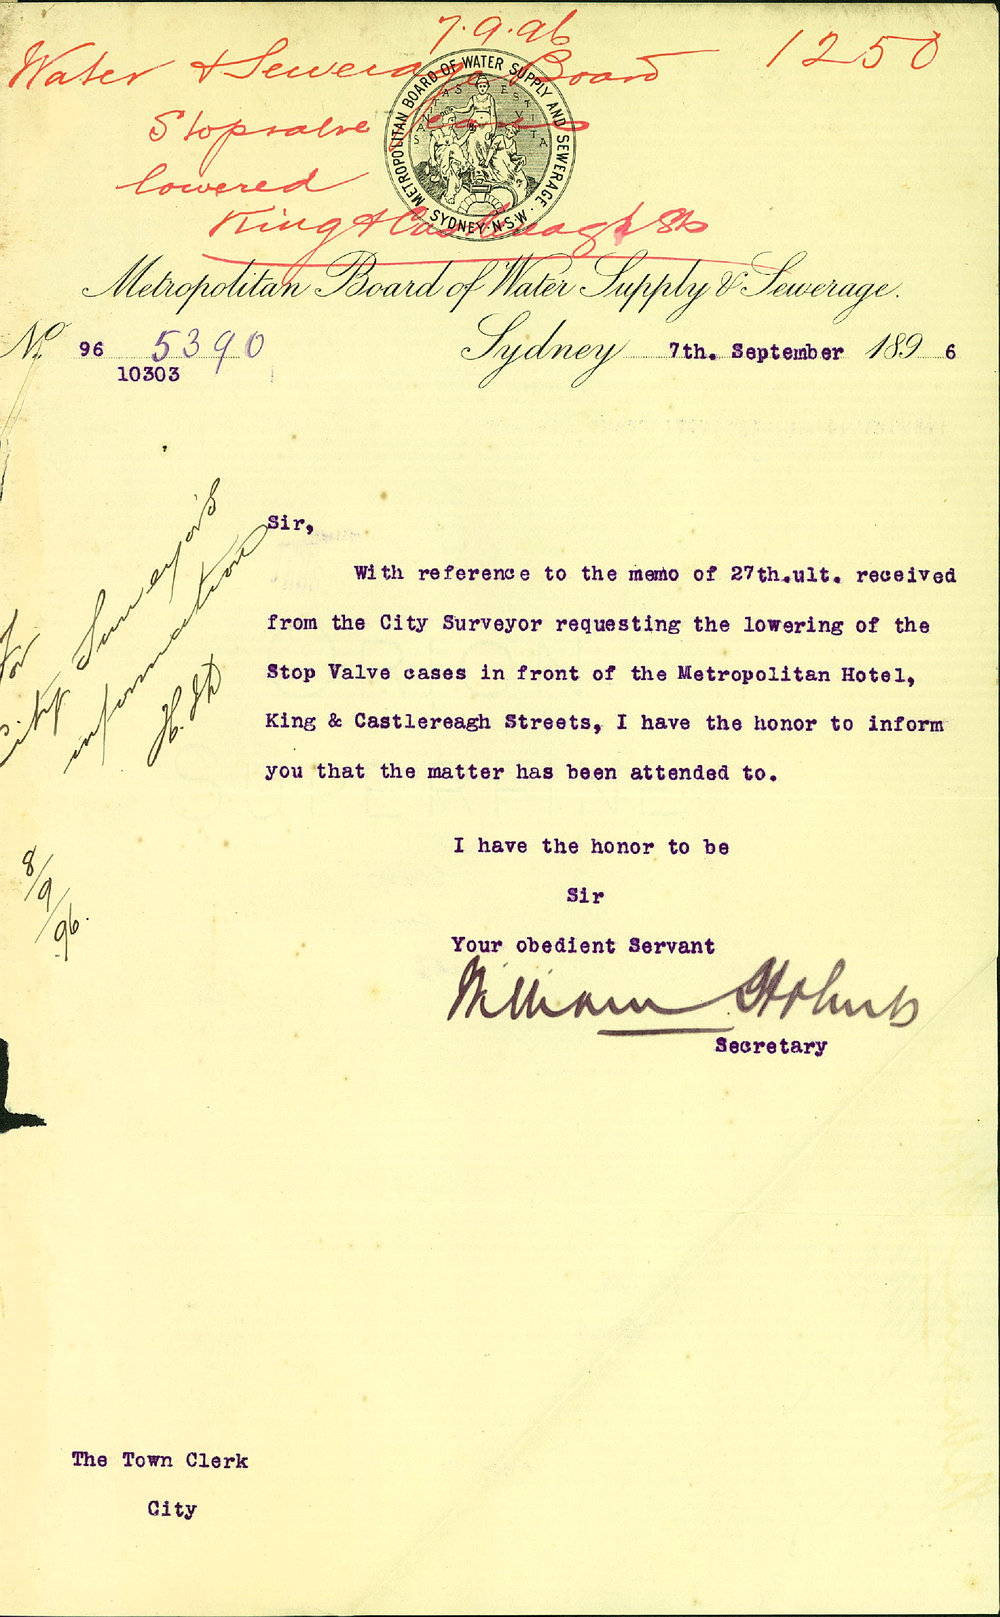 7.9.96
Water & Sewerage Board 1250
Stopvalve Cases
lowered
King & Castlereagh Sts
METROPOLITAN BOARD OF WATER SUPPLY AND SEWERAGE.
SYDNEY·N·S·W·
Metropolitan Board of Water Supply & Sewerage.
No. 96 5390
10303
Sydney 7th. September 1896
Sir,
With reference to the memo of 27th.ult. received
from the City Surveyor requesting the lowering of the
Stop Valve cases in front of the Metropolitan Hotel,
King & Castlereagh Streets, I have the honor to inform
you that the matter has been attended to.
I have the honor to be
Sir
Your obedient Servant
William Holmes
Secretary
For
City Surveyor's
information
8/9/96.
The Town Clerk
City